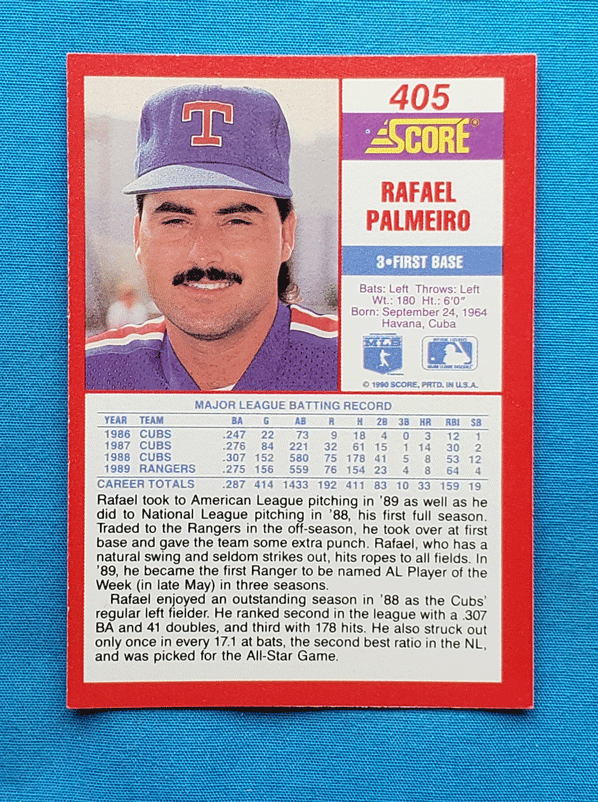 T
405
SCORE®
RAFAEL
PALMEIRO
3•FIRST BASE
Bats: Left Throws: Left
Wt.: 180 Ht.: 6'0"
Born: September 24, 1964
Havana, Cuba
MLB
© 1990 SCORE, PRTD. IN U.S.A.
MAJOR LEAGUE BATTING RECORD
YEAR TEAM BA G AB R H 2B 3B HR RBI SB
1986 CUBS .247 22 73 9 18 4 0 3 12 1
1987 CUBS .276 84 221 32 61 15 1 14 30 2
1988 CUBS .307 152 580 75 178 41 5 8 53 12
1989 RANGERS .275 156 559 76 154 23 4 8 64 4
CAREER TOTALS .287 414 1433 192 411 83 10 33 159 19
Rafael took to American League pitching in '89 as well as he
did to National League pitching in '88, his first full season.
Traded to the Rangers in the off-season, he took over at first
base and gave the team some extra punch. Rafael, who has a
natural swing and seldom strikes out, hits ropes to all fields. In
'89, he became the first Ranger to be named AL Player of the
Week (in late May) in three seasons.
Rafael enjoyed an outstanding season in '88 as the Cubs'
regular left fielder. He ranked second in the league with a .307
BA and 41 doubles, and third with 178 hits. He also struck out
only once in every 17.1 at bats, the second best ratio in the NL,
and was picked for the All-Star Game.